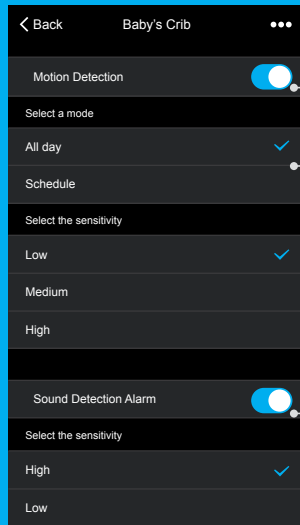 Back Baby's Crib
Motion Detection
Select a mode
All day
Schedule
Select the sensitivity
Low
Medium
High
Sound Detection Alarm
Select the sensitivity
High
Low